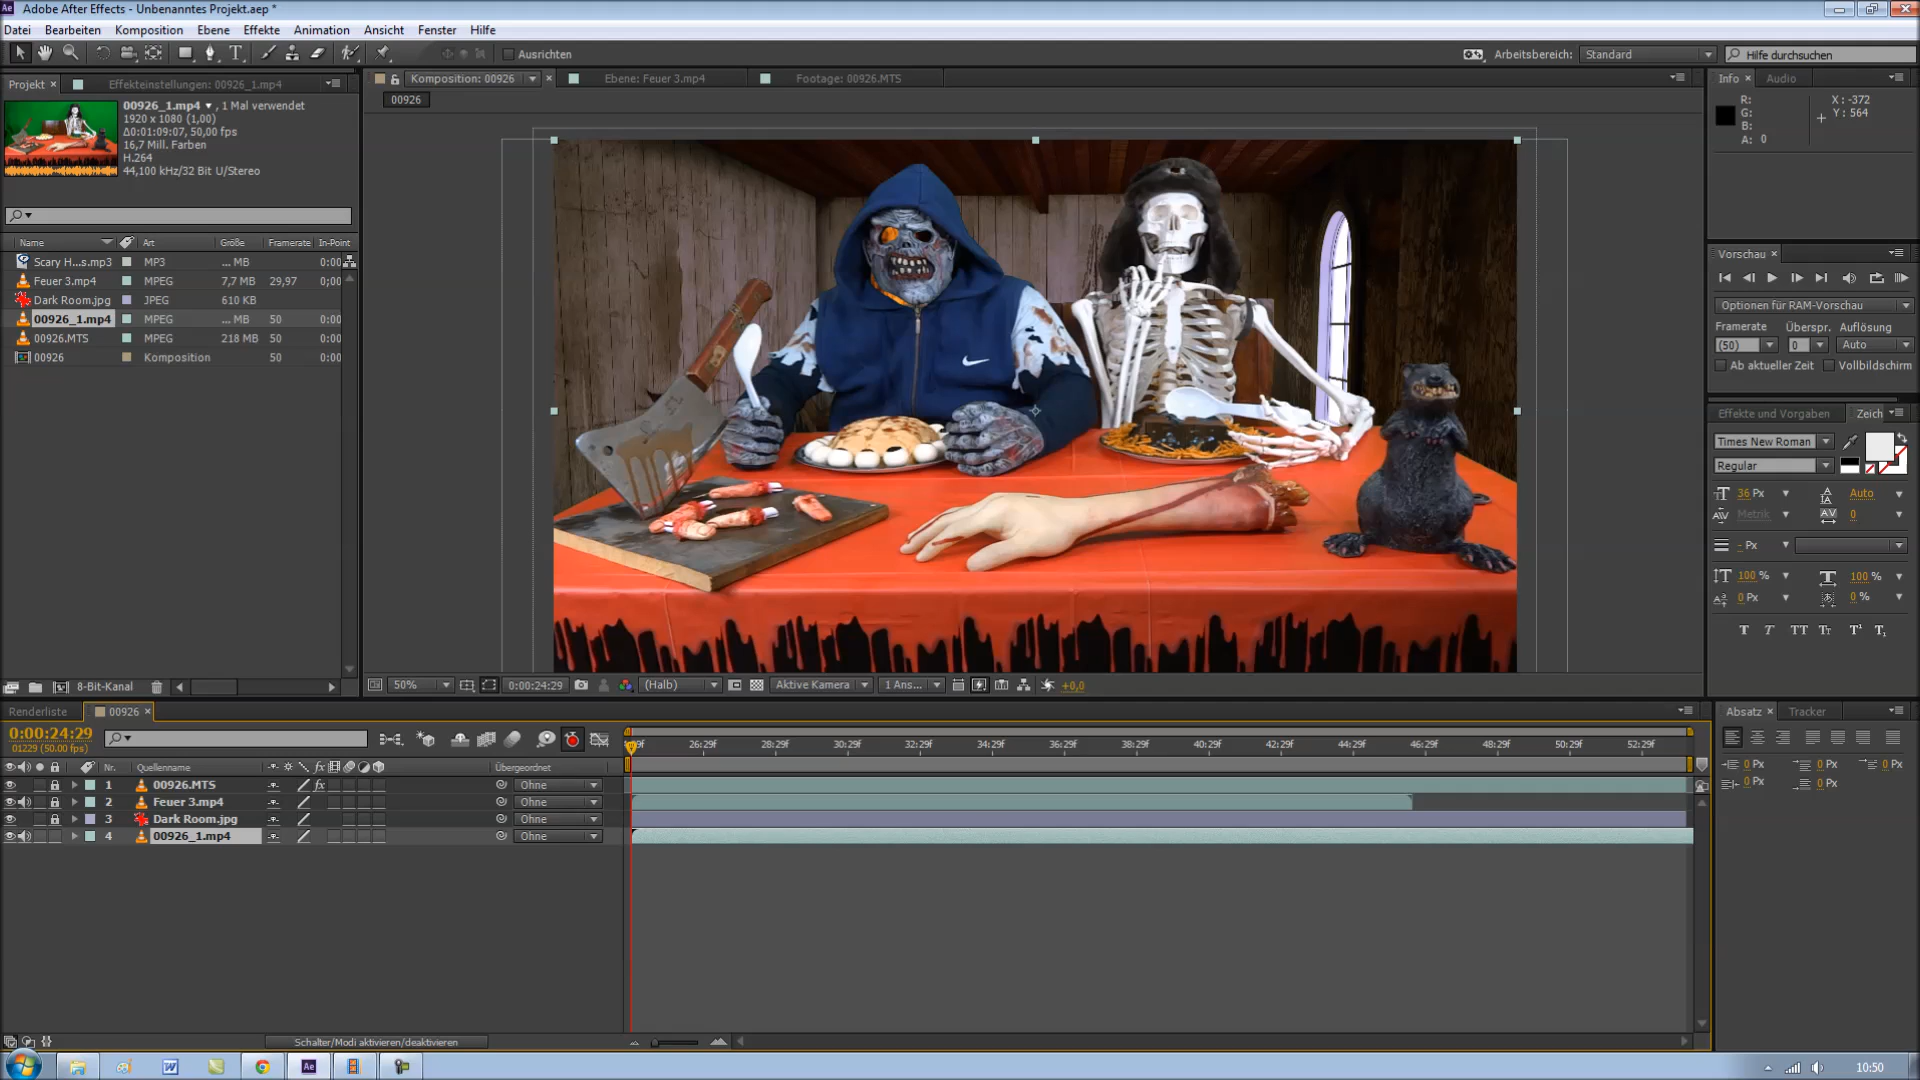 Adobe After Effects - Unbenanntes Projekt.aep *
Datei Bearbeiten Komposition Ebene Effekte Animation Ansicht Fenster Hilfe
Ausrichten
Arbeitsbereich: Standard
Hilfe durchsuchen
Projekt
Effekteinstellungen: 00926_1.mp4
00926_1.mp4 , 1 Mal verwendet
1920 x 1080 (1,00)
Δ0:01:09:07, 50,00 fps
16,7 Mill. Farben
H.264
44,100 kHz/32 Bit U/Stereo
Name Art Größe Framerate In-Point
Scary H...s.mp3 MP3 ... MB 0:00
Feuer 3.mp4 MPEG 7,7 MB 29,97 0;00
Dark Room.jpg JPEG 610 KB
00926_1.mp4 MPEG ... MB 50 0:00
00926.MTS MPEG 218 MB 50 0:00
00926 Komposition 50 0:00
8-Bit-Kanal
Komposition: 00926
Ebene: Feuer 3.mp4
Footage: 00926.MTS
00926
50%
0:00:24:29
(Halb)
Aktive Kamera
1 Ans...
+0,0
Info Audio
R: X: -372
G: Y: 564
B:
A: 0
Vorschau
Optionen für RAM-Vorschau
Framerate Überspr. Auflösung
(50) 0 Auto
Ab aktueller Zeit Vollbildschirm
Effekte und Vorgaben Zeich
Times New Roman
Regular
36 Px Auto
Metrik 0
- Px
100 % 100 %
0 Px 0 %
T T TT Tt T¹ T₁
Renderliste 00926
0:00:24:29
01229 (50.00 fps)
26:29f 28:29f 30:29f 32:29f 34:29f 36:29f 38:29f 40:29f 42:29f 44:29f 46:29f 48:29f 50:29f 52:29f
Nr. Quellenname fx Übergeordnet
1 00926.MTS fx Ohne
2 Feuer 3.mp4 Ohne
3 Dark Room.jpg Ohne
4 00926_1.mp4 Ohne
Schalter/Modi aktivieren/deaktivieren
Absatz Tracker
0 Px 0 Px 0 Px
0 Px 0 Px
10:50